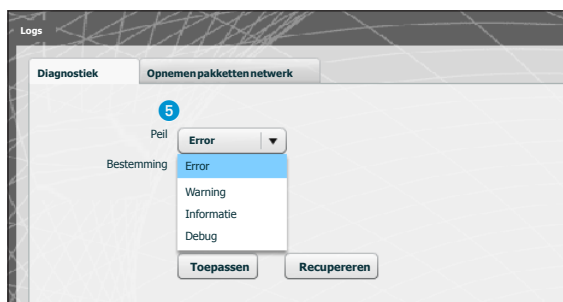 Logs
Diagnostiek
Opnemen pakketten netwerk
5
Peil
Error
Bestemming
Error
Warning
Informatie
Debug
Toepassen
Recupereren